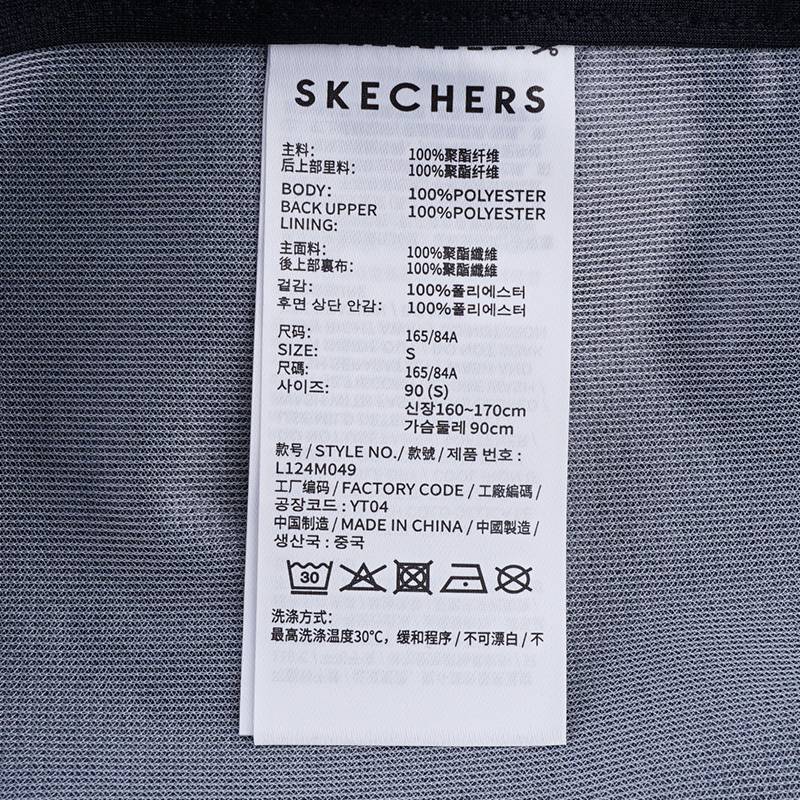 SKECHERS
主料： 100%聚酯纤维
后上部里料： 100%聚酯纤维
BODY: 100%POLYESTER
BACK UPPER 100%POLYESTER
LINING:
主面料： 100%聚酯纖維
後上部裏布： 100%聚酯纖維
겉감: 100%폴리에스터
후면 상단 안감: 100%폴리에스터
尺码： 165/84A
SIZE: S
尺碼： 165/84A
사이즈: 90 (S)
신장160~170cm
가슴둘레 90cm
款号 / STYLE NO. / 款號 / 제품 번호 :
L124M049
工厂编码 / FACTORY CODE / 工廠編碼 /
공장코드 : YT04
中国制造 / MADE IN CHINA / 中國製造 /
생산국 : 중국
30
洗涤方式：
最高洗涤温度30°C，缓和程序 / 不可漂白 / 不